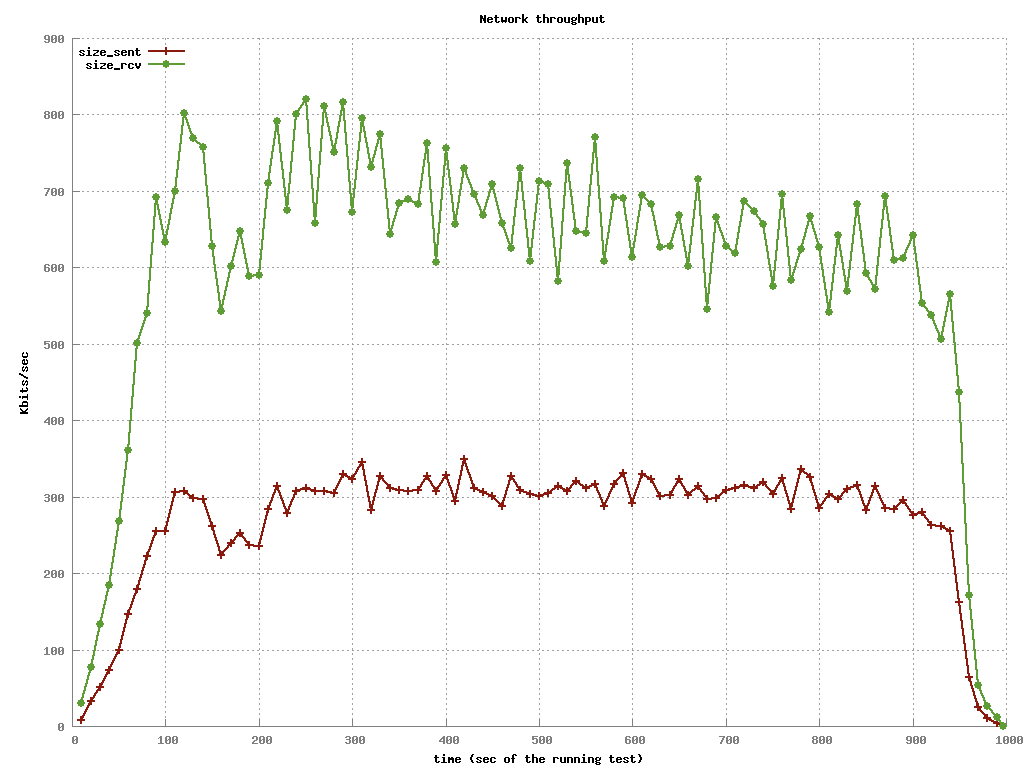 Network throughput
900
800
700
600
500
400
300
200
100
0
size_sent
size_rcv
Kbits/sec
0 100 200 300 400 500 600 700 800 900 1000
time (sec of the running test)